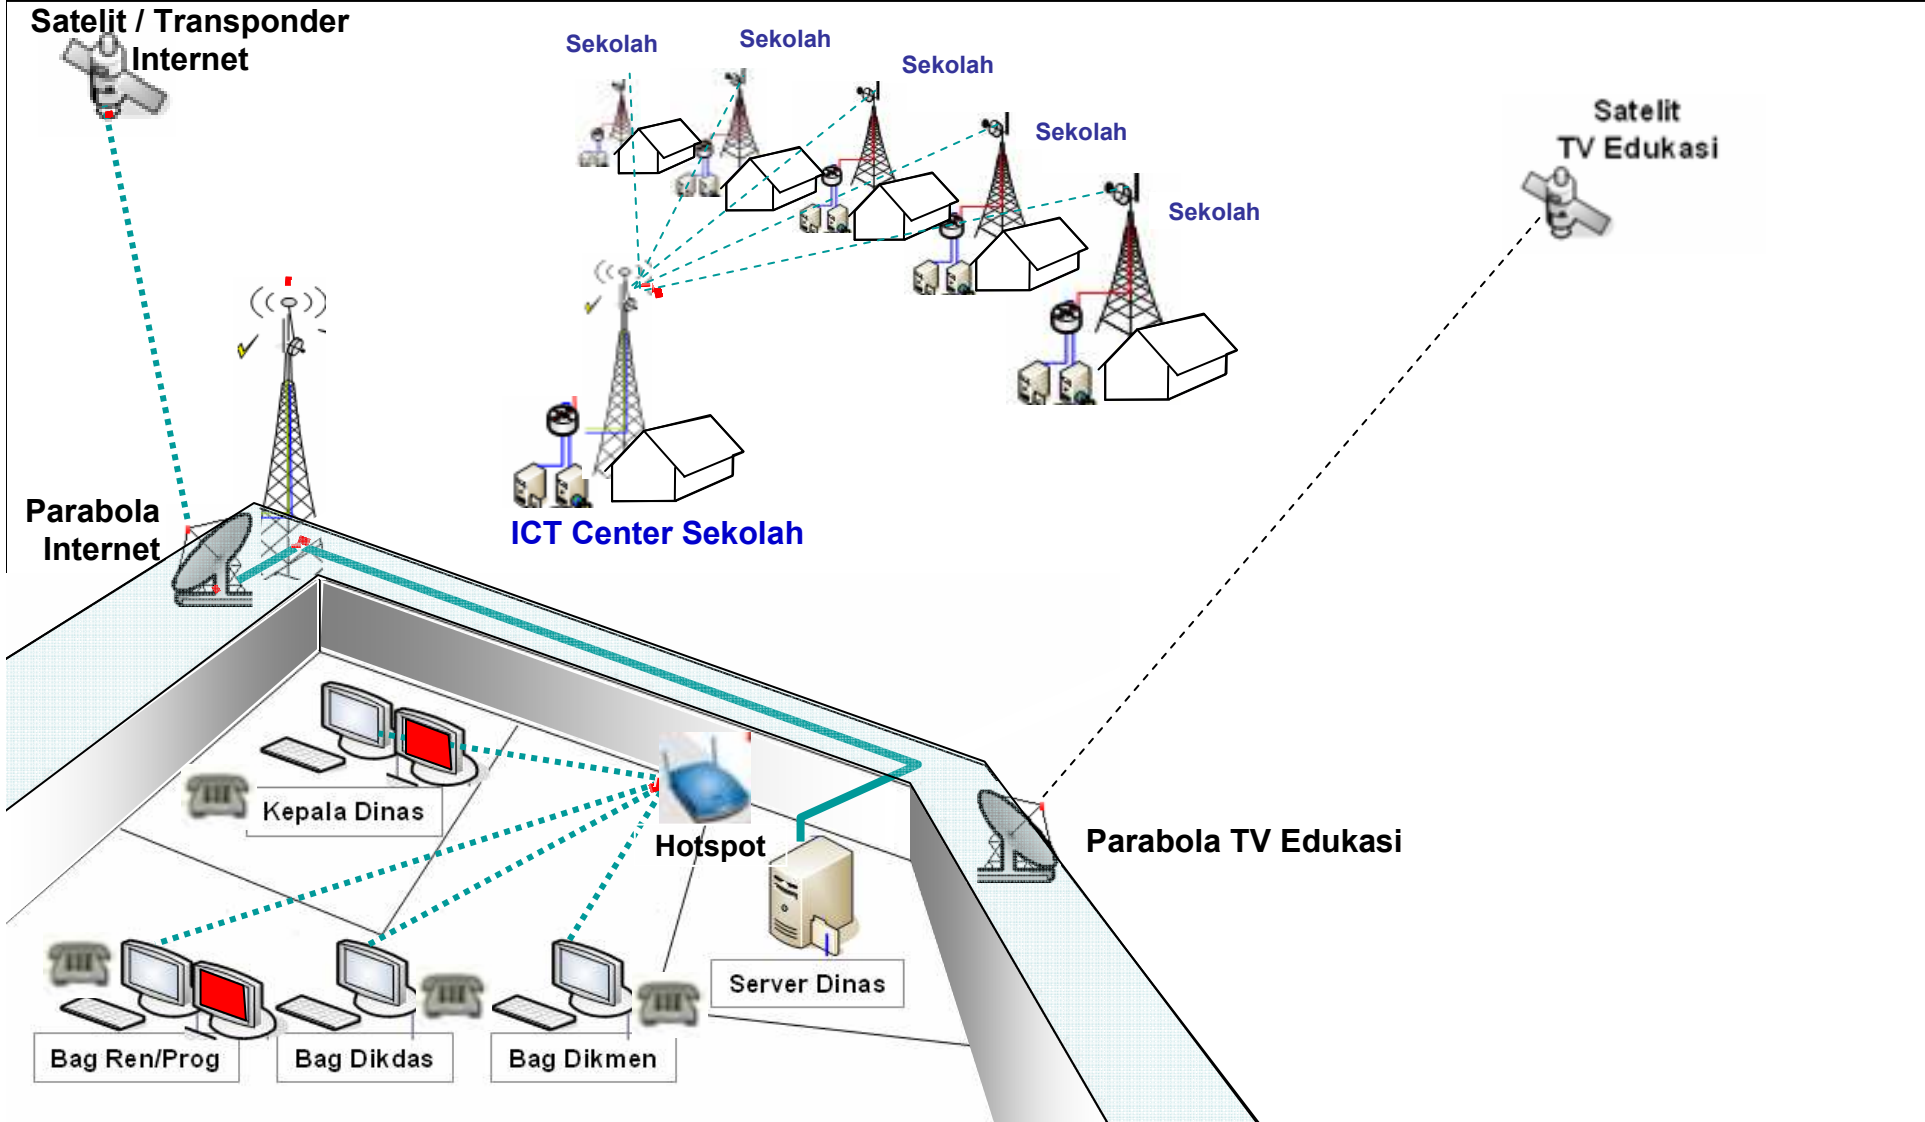 Satelit / Transponder
Internet
Sekolah
Sekolah
Sekolah
Sekolah
Sekolah
Satelit
TV Edukasi
Parabola
Internet
ICT Center Sekolah
Kepala Dinas
Hotspot
Parabola TV Edukasi
Server Dinas
Bag Ren/Prog
Bag Dikdas
Bag Dikmen